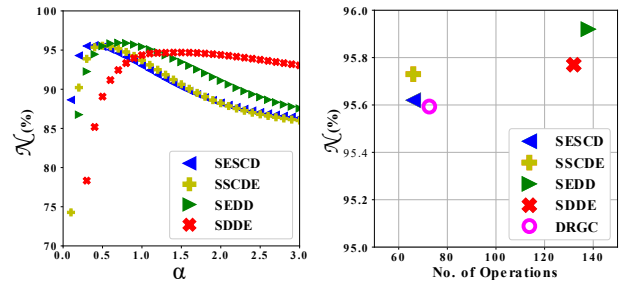 100
95
90
85
80
75
70
𝒩(%)
0.0 0.5 1.0 1.5 2.0 2.5 3.0
α
SESCD
SSCDE
SEDD
SDDE
96.0
95.8
95.6
95.4
95.2
95.0
𝒩(%)
60 80 100 120 140
No. of Operations
SESCD
SSCDE
SEDD
SDDE
DRGC